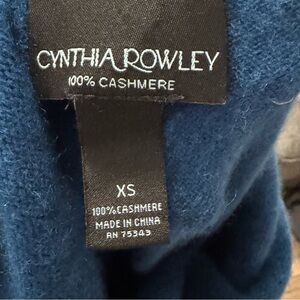 CYNTHIA ROWLEY
100% CASHMERE
XS
100% CASHMERE
MADE IN CHINA
RN 75343